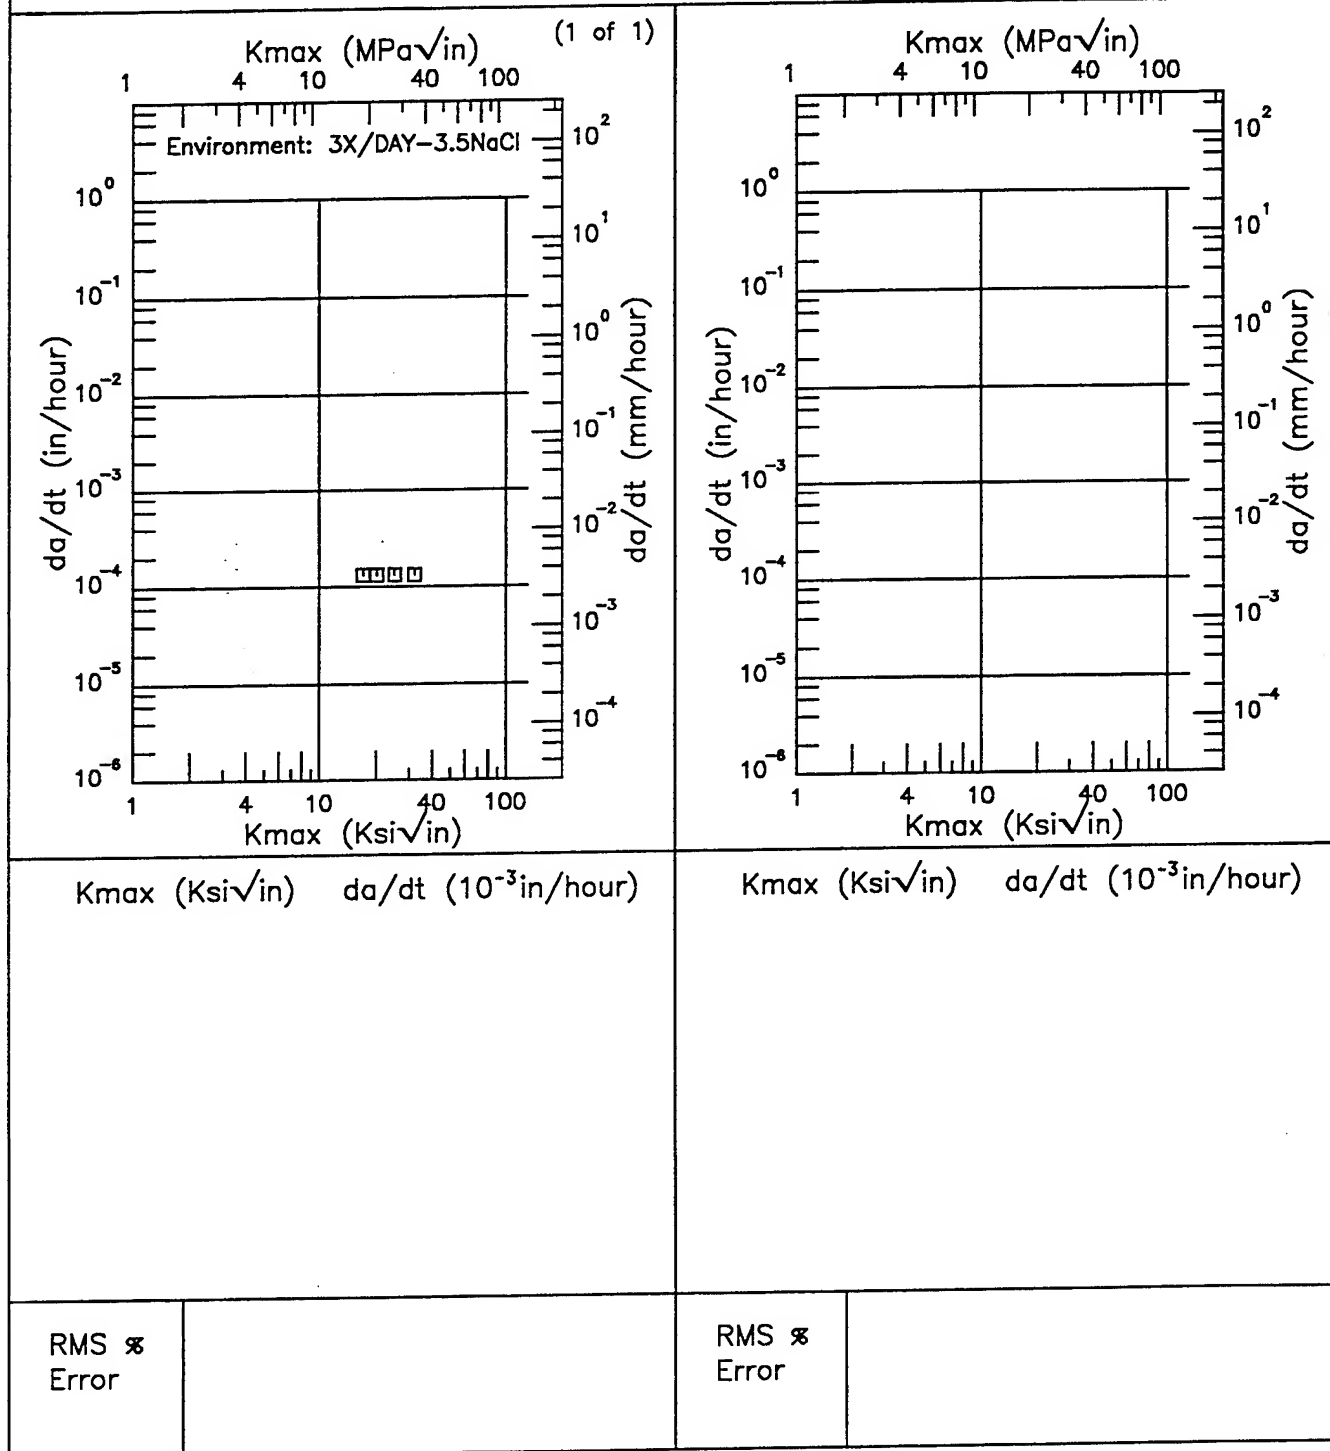 (1 of 1)
Kmax (MPa√in)
1 4 10 40 100
Environment: 3X/DAY-3.5NaCl
da/dt (in/hour)
10⁰
10⁻¹
10⁻²
10⁻³
10⁻⁴
10⁻⁵
10⁻⁶
10²
10¹
10⁰
10⁻¹
10⁻²
10⁻³
10⁻⁴
da/dt (mm/hour)
1 4 10 40 100
Kmax (Ksi√in)
Kmax (MPa√in)
1 4 10 40 100
da/dt (in/hour)
10⁰
10⁻¹
10⁻²
10⁻³
10⁻⁴
10⁻⁵
10⁻⁶
10²
10¹
10⁰
10⁻¹
10⁻²
10⁻³
10⁻⁴
da/dt (mm/hour)
1 4 10 40 100
Kmax (Ksi√in)
Kmax (Ksi√in) da/dt (10⁻³in/hour)
Kmax (Ksi√in) da/dt (10⁻³in/hour)
RMS %
Error
RMS %
Error